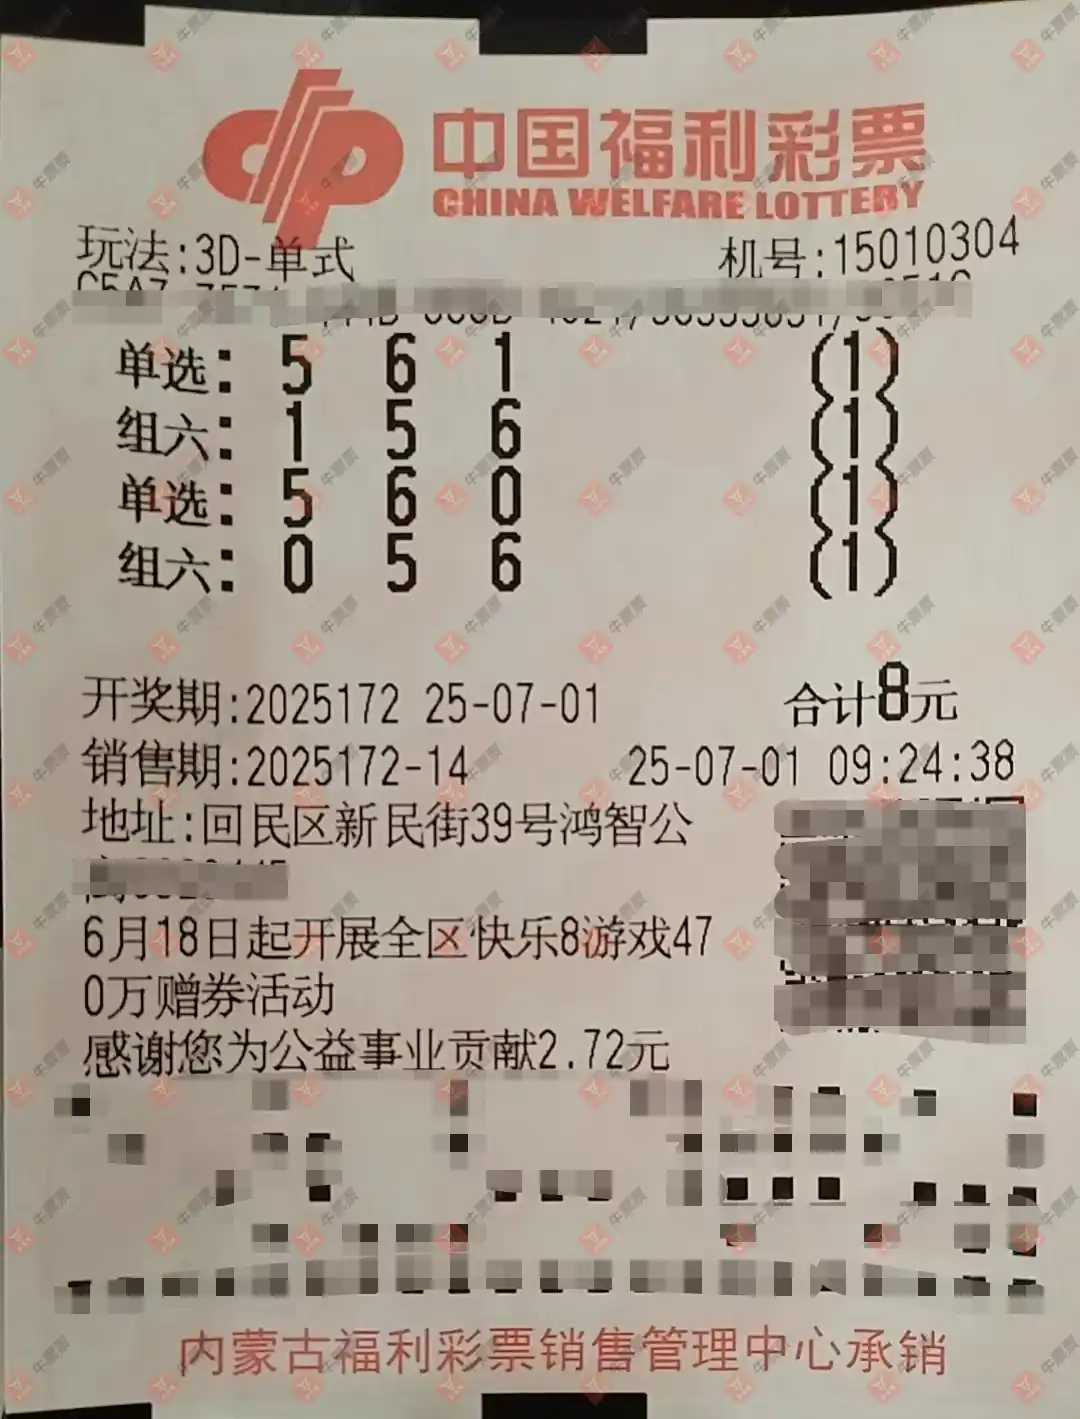 中国福利彩票
CHINA WELFARE LOTTERY
玩法:3D-单式 机号:15010304
单选: 5 6 1 (1)
组六: 1 5 6 (1)
单选: 5 6 0 (1)
组六: 0 5 6 (1)
开奖期:2025172 25-07-01 合计8元
销售期:2025172-14 25-07-01 09:24:38
地址:回民区新民街39号鸿智公
6月18日起开展全区快乐8游戏47
0万赠券活动
感谢您为公益事业贡献2.72元
内蒙古福利彩票销售管理中心承销
牛票票